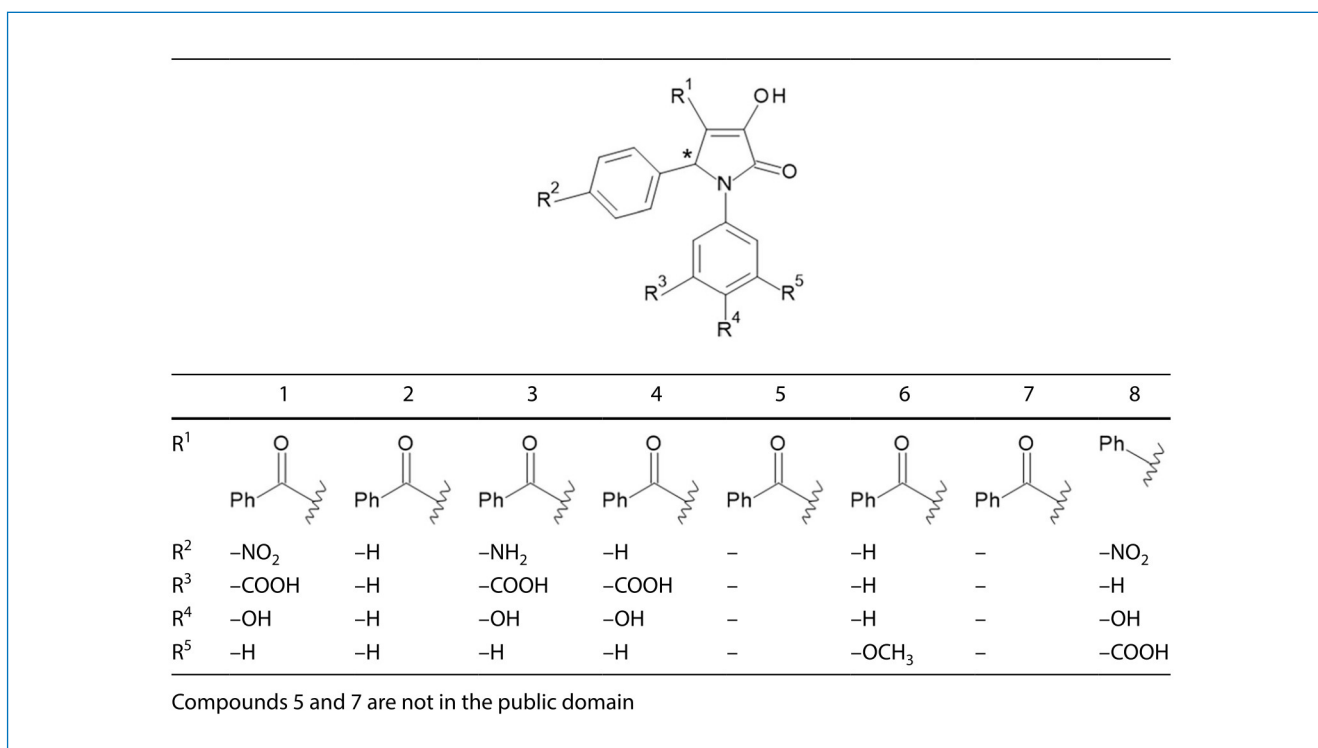 R¹ OH
*
O
N
R²
R³ R⁵
R⁴
1 2 3 4 5 6 7 8
R¹ O O O O O O O Ph
Ph Ph Ph Ph Ph Ph Ph
R² –NO₂ –H –NH₂ –H – –H – –NO₂
R³ –COOH –H –COOH –COOH – –H – –H
R⁴ –OH –H –OH –OH – –H – –OH
R⁵ –H –H –H –H – –OCH₃ – –COOH
Compounds 5 and 7 are not in the public domain